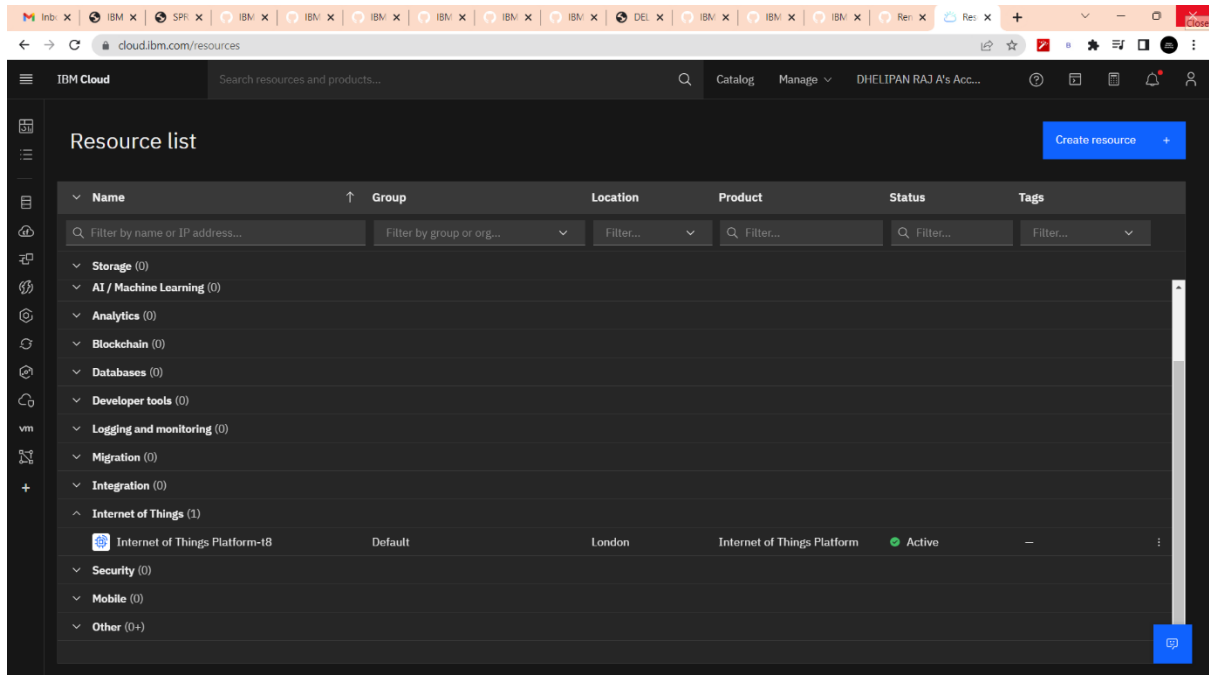 Inb IBM SPR IBM IBM IBM IBM IBM IBM DEL IBM IBM IBM Ren Res
Close
cloud.ibm.com/resources
IBM Cloud Search resources and products... Catalog Manage DHELIPAN RAJ A's Acc...
Resource list
Create resource +
Name Group Location Product Status Tags
Filter by name or IP address... Filter by group or org... Filter... Filter... Filter... Filter...
Storage (0)
AI / Machine Learning (0)
Analytics (0)
Blockchain (0)
Databases (0)
Developer tools (0)
vm
Logging and monitoring (0)
Migration (0)
Integration (0)
Internet of Things (1)
Internet of Things Platform-t8 Default London Internet of Things Platform Active –
Security (0)
Mobile (0)
Other (0+)